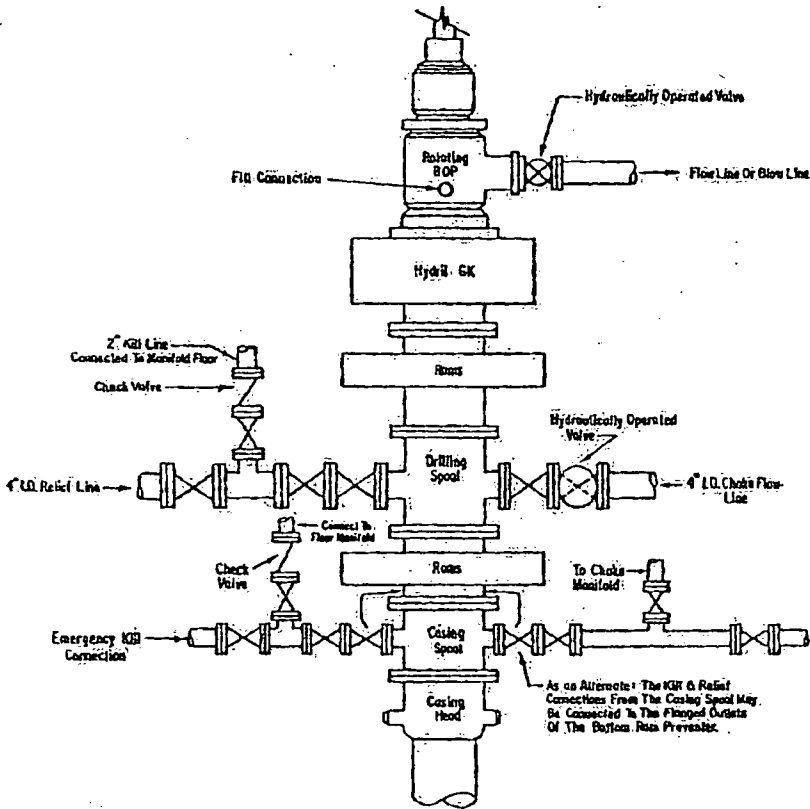 Hydraulically Operated Valve
Rotating
BOP
Fill Connection
Flow Line Or Blow Line
Hydril GK
2" Kill Line
Connected To Manifold Floor
Rams
Check Valve
Hydraulically Operated
Valve
4" I.D. Relief Line
Drilling
Spool
4" I.D. Choke Flow
Line
Connect To
Floor Manifold
Check
Valve
Rams
To Choke
Manifold
Emergency Kill
Connection
Casing
Spool
As an Alternate: The Kill & Relief
Connections From The Casing Spool May
Be Connected To The Flanged Outlets
Of The Bottom Ram Preventer.
Casing
Head